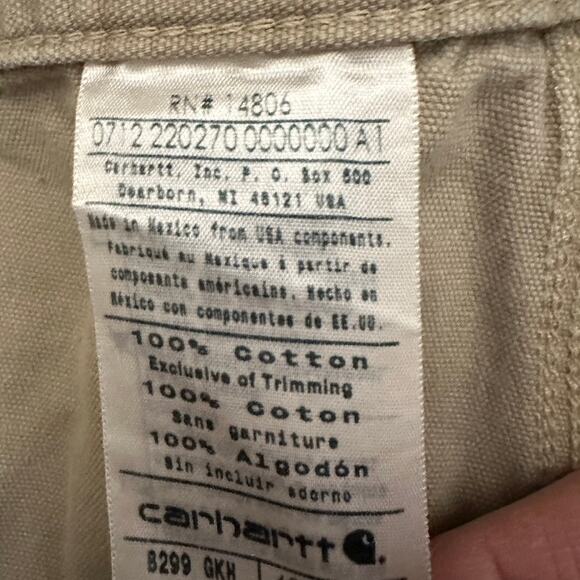 RN# 14806
0712 220270 0000000 A1
Carhartt, Inc. P. O. Box 600
Dearborn, MI 48121 USA
Made in Mexico from USA components.
Fabriqué au Mexique à partir de
composants américains. Hecho en
México con componentes de EE.UU.
100% Cotton
Exclusive of Trimming
100% Coton
Sans garniture
100% Algodón
Sin incluir adorno
carhartt
B299 GKH